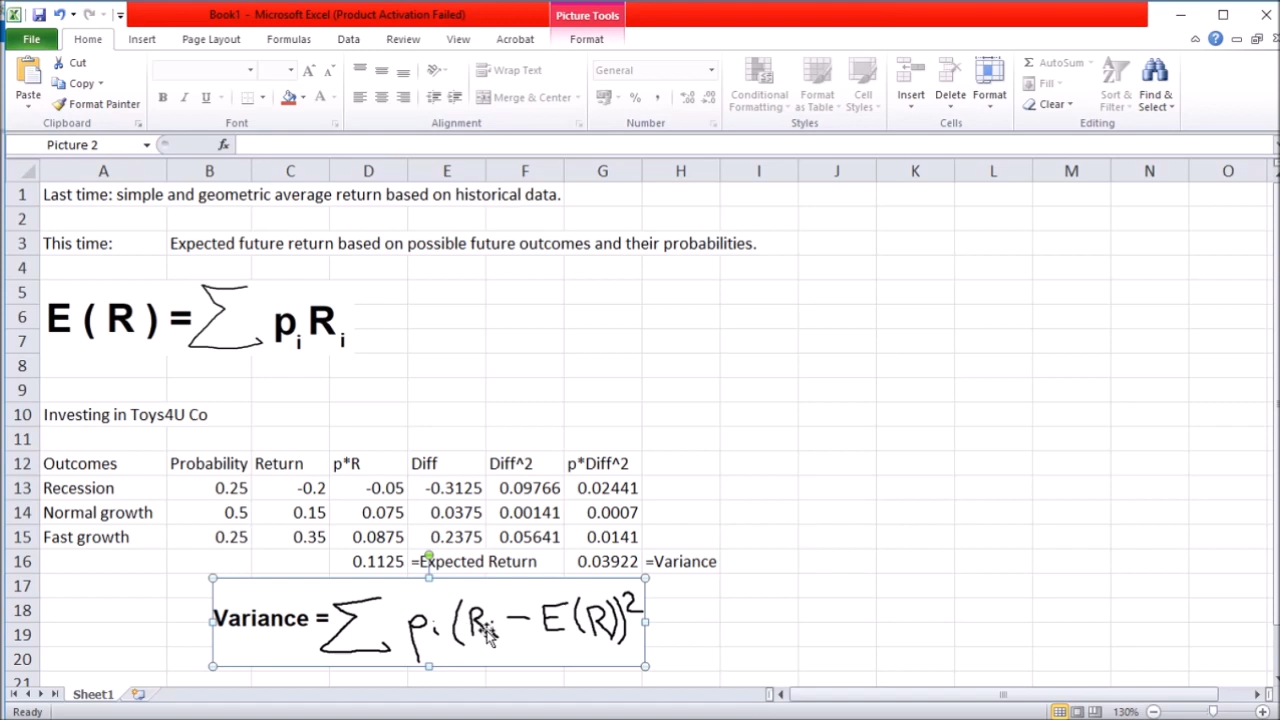 Book1 - Microsoft Excel (Product Activation Failed)
Picture Tools
File Home Insert Page Layout Formulas Data Review View Acrobat Format
Paste
Cut
Copy
Format Painter
B I U
A A
Wrap Text
Merge & Center
General
% ,
Conditional Formatting
Format as Table
Cell Styles
Insert Delete Format
AutoSum
Fill
Clear
Sort & Filter
Find & Select
Clipboard Font Alignment Number Styles Cells Editing
Picture 2 fx
A B C D E F G H I J K L M N O
1 Last time: simple and geometric average return based on historical data.
2
3 This time: Expected future return based on possible future outcomes and their probabilities.
4
5
6 E ( R ) = ∑ pi Ri
7
8
9
10 Investing in Toys4U Co
11
12 Outcomes Probability Return p*R Diff Diff^2 p*Diff^2
13 Recession 0.25 -0.2 -0.05 -0.3125 0.09766 0.02441
14 Normal growth 0.5 0.15 0.075 0.0375 0.00141 0.0007
15 Fast growth 0.25 0.35 0.0875 0.2375 0.05641 0.0141
16 0.1125 =Expected Return 0.03922 =Variance
17
18 Variance = ∑ pi (Ri - E(R))2
19
20
21
Sheet1
Ready 130%